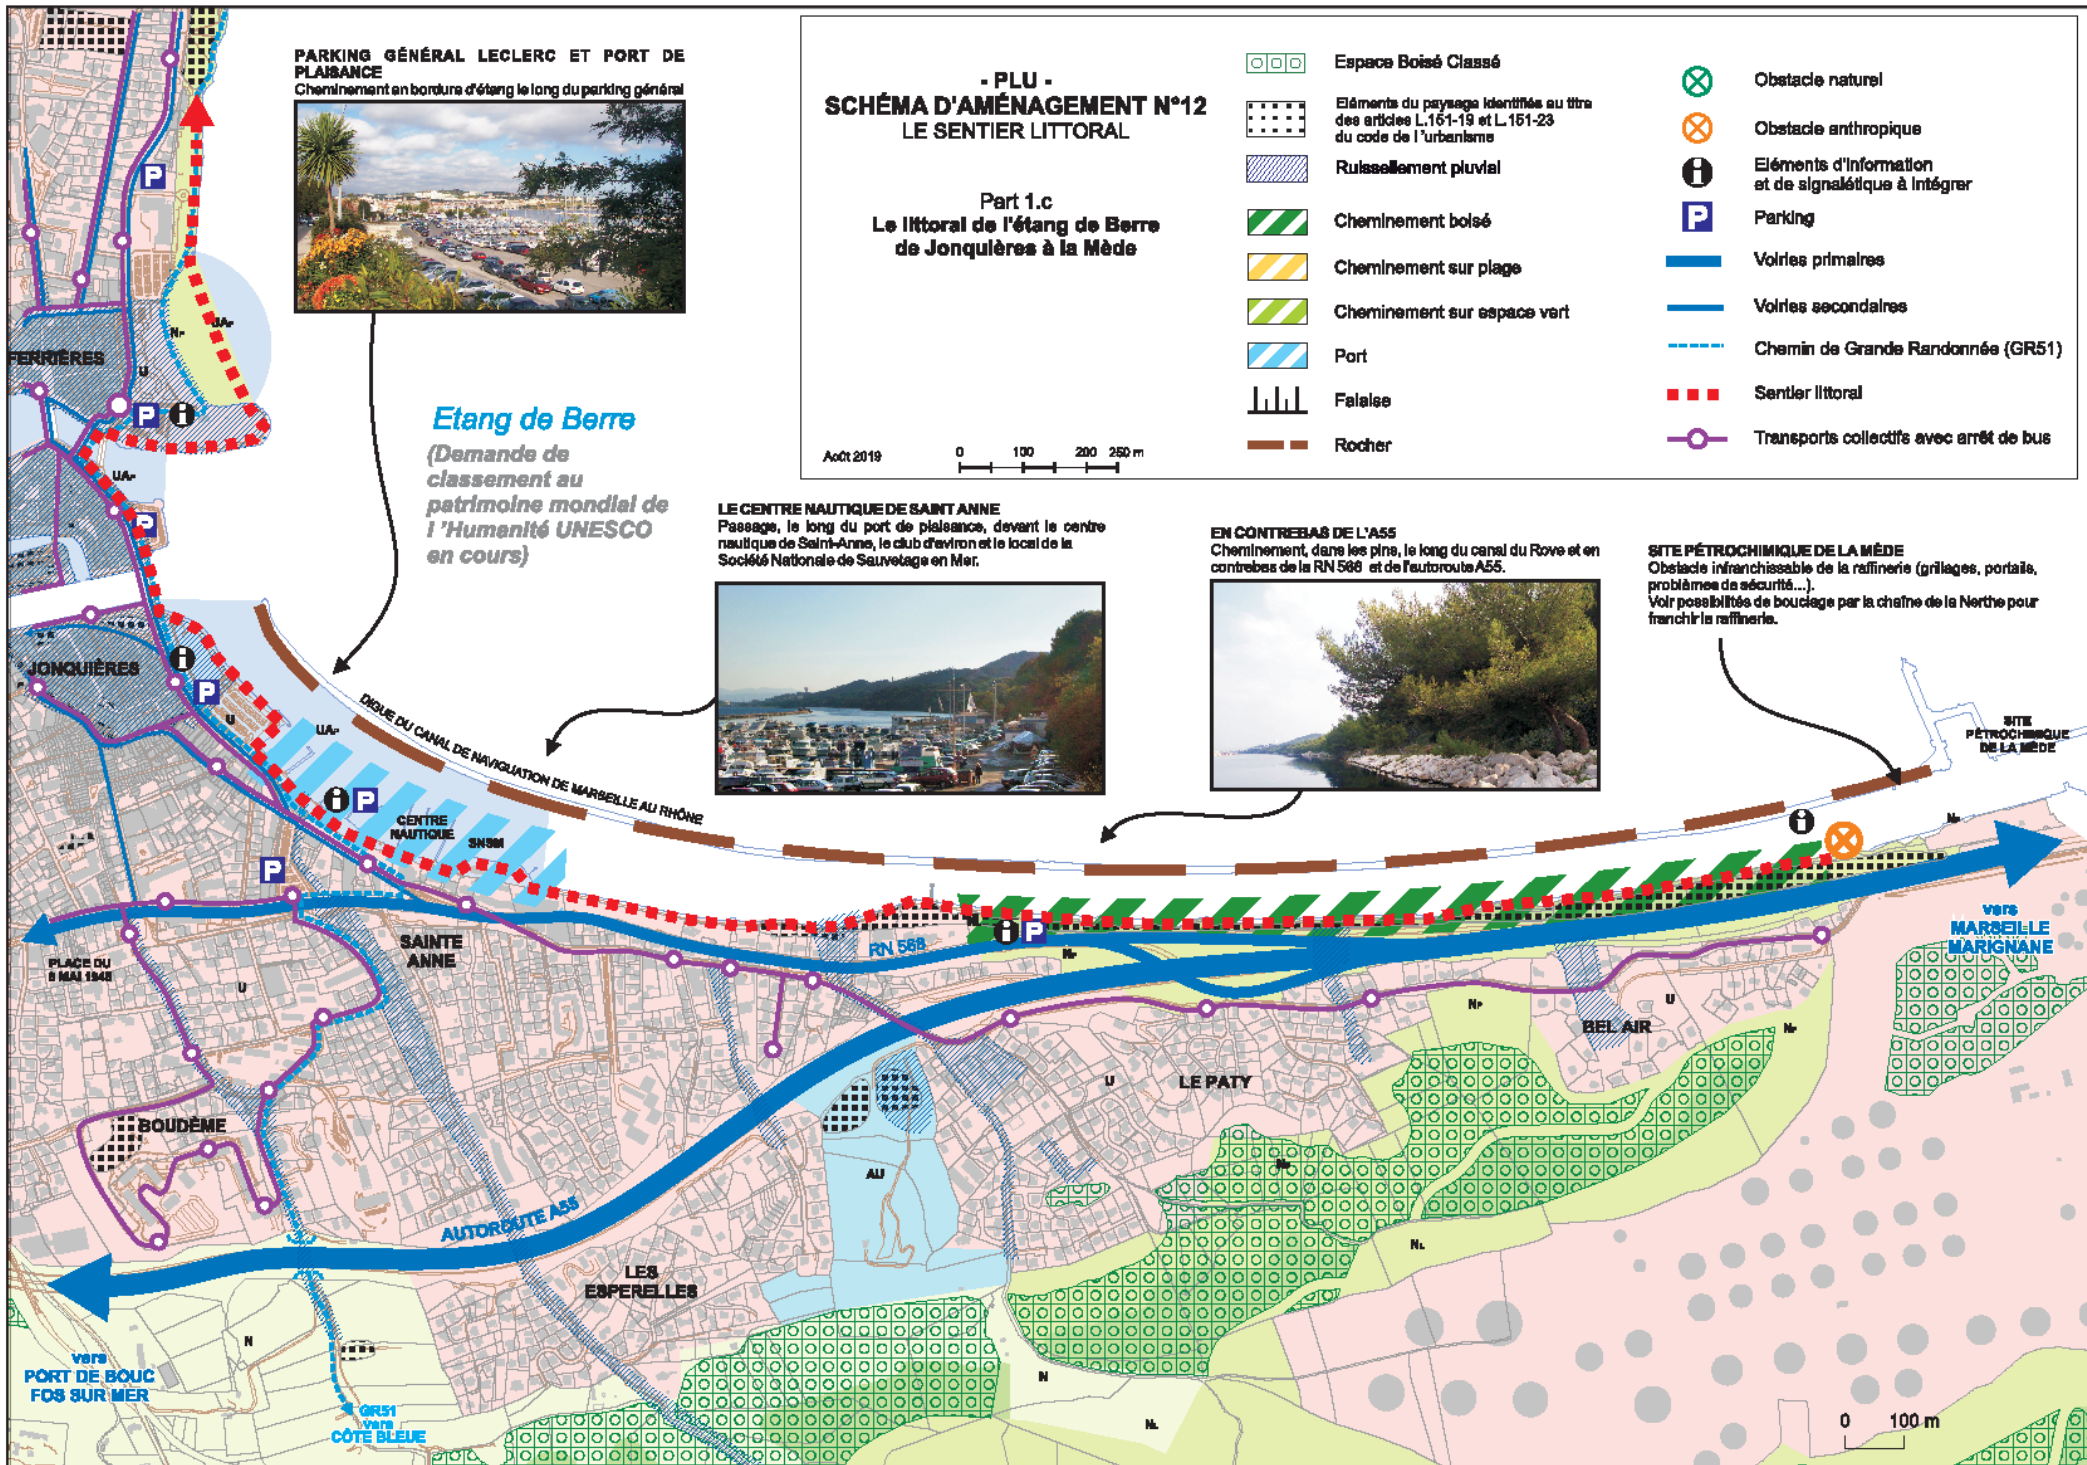 PARKING GÉNÉRAL LECLERC ET PORT DE
PLAISANCE
Cheminement en bordure d'étang le long du parking général
- PLU -
SCHÉMA D'AMÉNAGEMENT N°12
LE SENTIER LITTORAL
Part 1.c
Le littoral de l'étang de Berre
de Jonquières à la Mède
Août 2019
0 100 200 250 m
Espace Boisé Classé
Eléments du paysage identifiés au titre
des articles L.151-19 et L.151-23
du code de l'urbanisme
Ruissellement pluvial
Cheminement boisé
Cheminement sur plage
Cheminement sur espace vert
Port
Falaise
Rocher
Obstacle naturel
Obstacle anthropique
Eléments d'information
et de signalétique à intégrer
P
Parking
Voiries primaires
Voiries secondaires
Chemin de Grande Randonnée (GR51)
Sentier littoral
Transports collectifs avec arrêt de bus
Etang de Berre
(Demande de
classement au
patrimoine mondial de
l'Humanité UNESCO
en cours)
LE CENTRE NAUTIQUE DE SAINT ANNE
Passage, le long du port de plaisance, devant le centre
nautique de Saint-Anne, le club d'aviron et le local de la
Société Nationale de Sauvetage en Mer.
EN CONTREBAS DE L'A55
Cheminement, dans les pins, le long du canal du Rove et en
contrebas de la RN 568 et de l'autoroute A55.
SITE PÉTROCHIMIQUE DE LA MÈDE
Obstacle infranchissable de la raffinerie (grillages, portails,
problèmes de sécurité...).
Voir possibilités de bouclage par la chaîne de la Nerthe pour
franchir la raffinerie.
P
FERRIÈRES
U
P
P
JONQUIÈRES
P
U
DIGUE DU CANAL DE NAVIGUATION DE MARSEILLE AU RHÔNE
SITE
PÉTROCHIMIQUE
DE LA MÈDE
P
CENTRE
NAUTIQUE
SNSM
P
P
RN 568
vers
MARSEILLE
MARIGNANE
SAINTE
ANNE
PLACE DU
8 MAI 1945
U
BEL AIR
U
U
LE PATY
BOUDÈME
AU
AUTOROUTE A55
LES
ESPERELLES
N
vers
PORT DE BOUC
FOS SUR MER
GR51
vers
CÔTE BLEUE
N
0 100 m